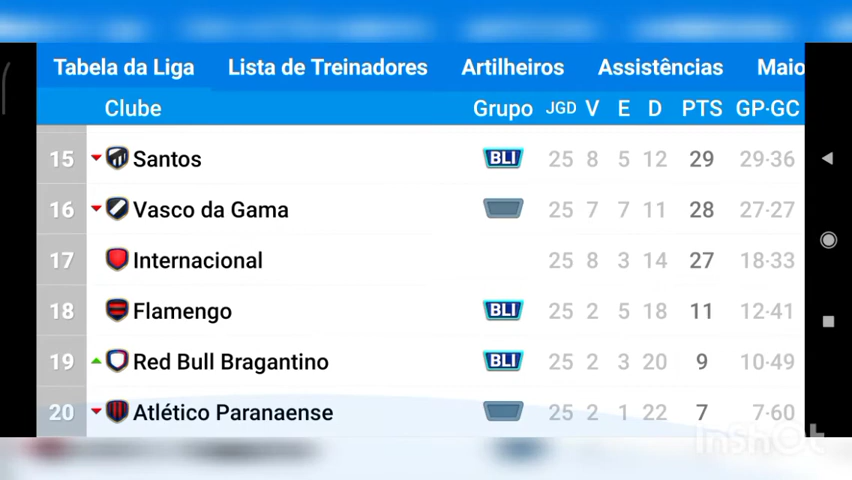 Tabela da Liga Lista de Treinadores Artilheiros Assistências Maio
Clube Grupo JGD V E D PTS GP·GC
15 Santos BLI 25 8 5 12 29 29·36
16 Vasco da Gama 25 7 7 11 28 27·27
17 Internacional 25 8 3 14 27 18·33
18 Flamengo BLI 25 2 5 18 11 12·41
19 Red Bull Bragantino BLI 25 2 3 20 9 10·49
20 Atlético Paranaense 25 2 1 22 7 7·60
InShot